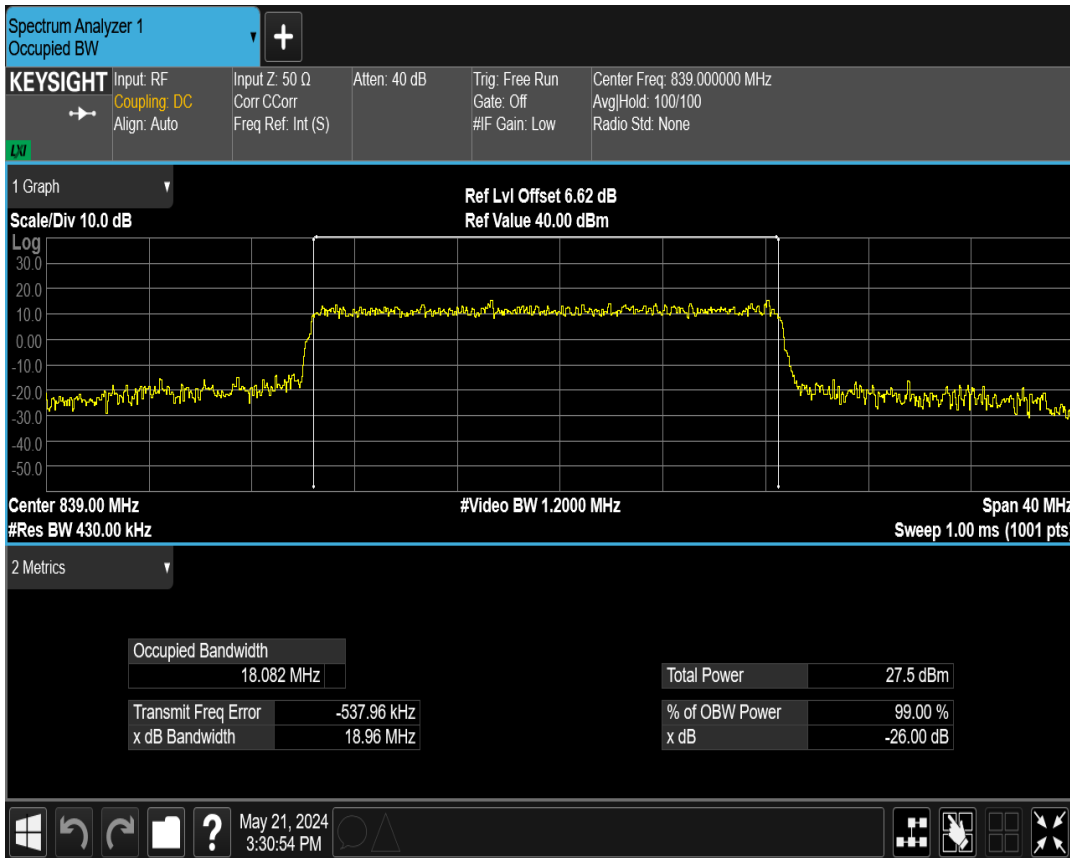 Spectrum Analyzer 1
Occupied BW
+
KEYSIGHT
LXI
Input: RF
Coupling: DC
Align: Auto
Input Z: 50 Ω
Corr CCorr
Freq Ref: Int (S)
Atten: 40 dB
Trig: Free Run
Gate: Off
#IF Gain: Low
Center Freq: 839.000000 MHz
Avg|Hold: 100/100
Radio Std: None
1 Graph
Scale/Div 10.0 dB
Ref Lvl Offset 6.62 dB
Ref Value 40.00 dBm
Log
30.0
20.0
10.0
0.00
-10.0
-20.0
-30.0
-40.0
-50.0
Center 839.00 MHz
#Video BW 1.2000 MHz
Span 40 MHz
#Res BW 430.00 kHz
Sweep 1.00 ms (1001 pts)
2 Metrics
Occupied Bandwidth
18.082 MHz
Transmit Freq Error -537.96 kHz
x dB Bandwidth 18.96 MHz
Total Power 27.5 dBm
% of OBW Power 99.00 %
x dB -26.00 dB
?
May 21, 2024
3:30:54 PM